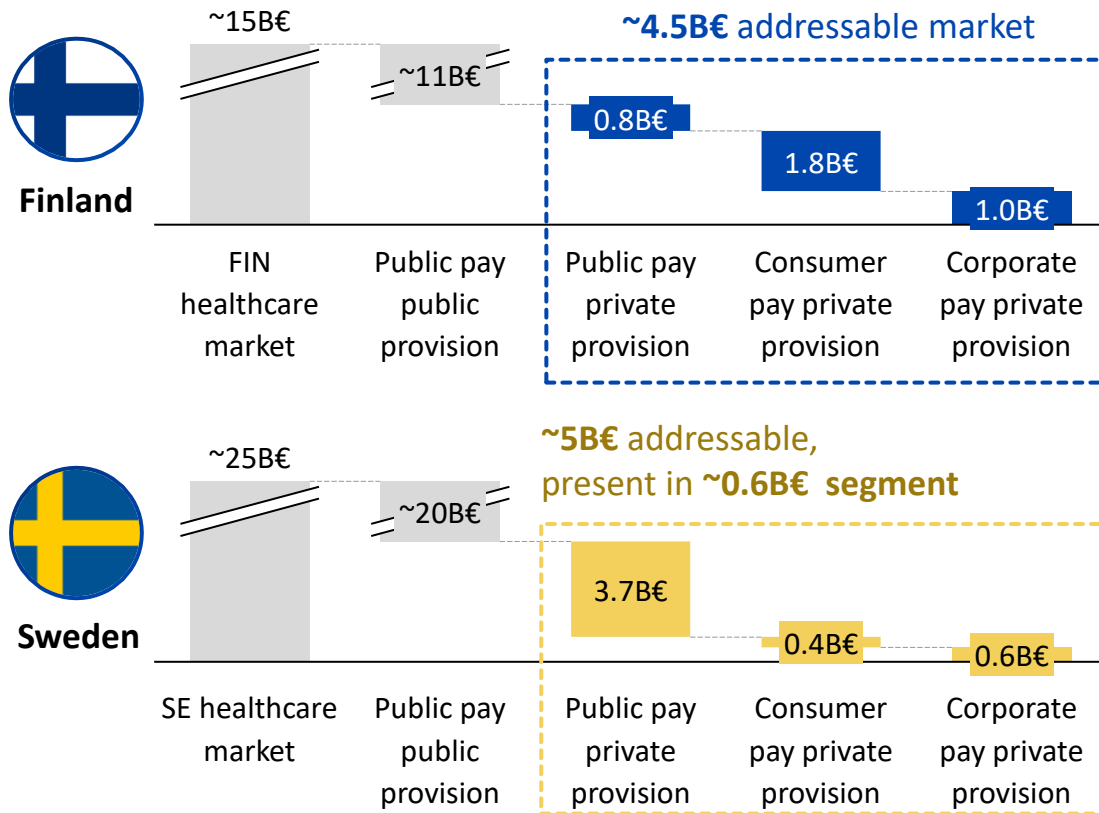 ~15B€
~4.5B€ addressable market
~11B€
0.8B€
1.8B€
1.0B€
Finland
FIN
healthcare
market
Public pay
public
provision
Public pay
private
provision
Consumer
pay private
provision
Corporate
pay private
provision
~5B€ addressable,
present in ~0.6B€ segment
~25B€
~20B€
3.7B€
0.4B€
0.6B€
Sweden
SE healthcare
market
Public pay
public
provision
Public pay
private
provision
Consumer
pay private
provision
Corporate
pay private
provision